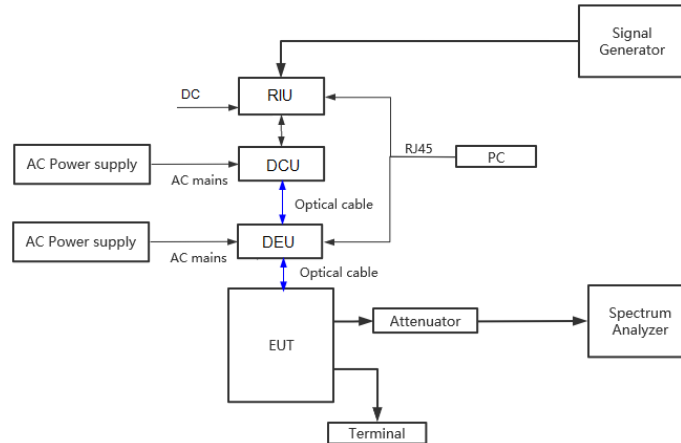 Signal
Generator
DC
RIU
RJ45
PC
AC Power supply
AC mains
DCU
Optical cable
AC Power supply
AC mains
DEU
Optical cable
EUT
Attenuator
Spectrum
Analyzer
Terminal